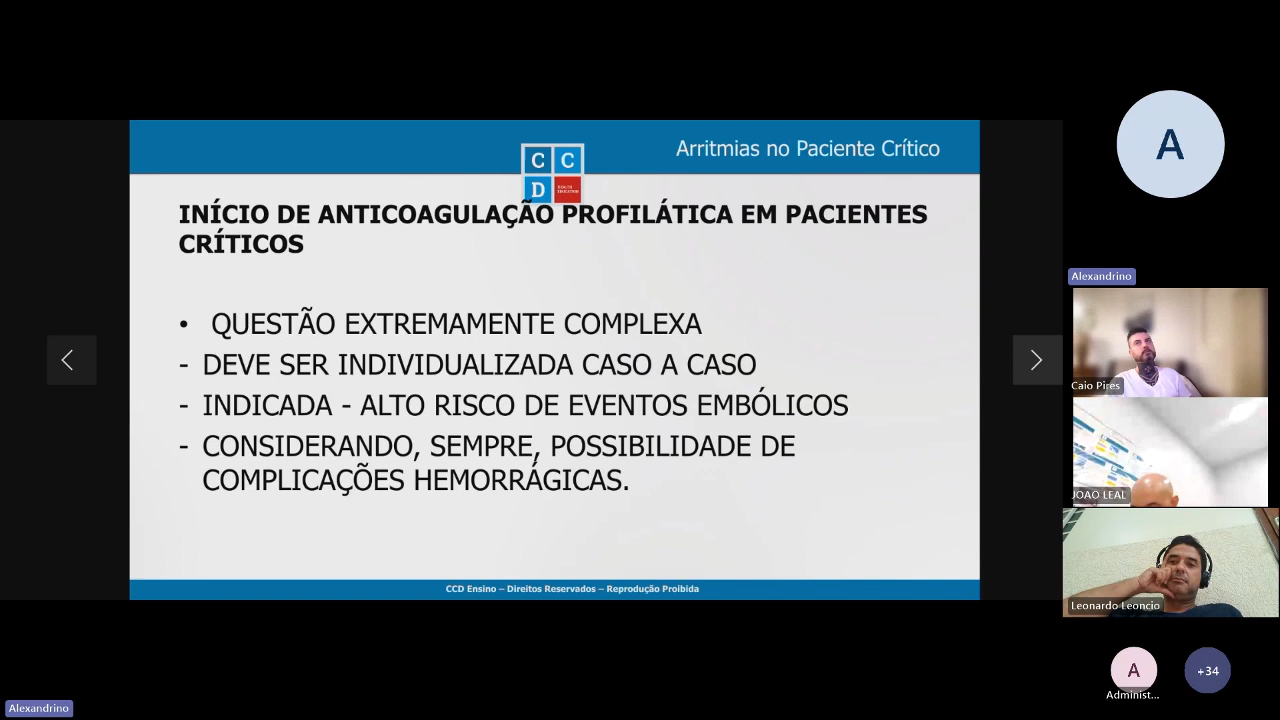 Arritmias no Paciente Crítico
C C
D HEALTH EDUCATION
INÍCIO DE ANTICOAGULAÇÃO PROFILÁTICA EM PACIENTES
CRÍTICOS
• QUESTÃO EXTREMAMENTE COMPLEXA
- DEVE SER INDIVIDUALIZADA CASO A CASO
- INDICADA - ALTO RISCO DE EVENTOS EMBÓLICOS
- CONSIDERANDO, SEMPRE, POSSIBILIDADE DE
COMPLICAÇÕES HEMORRÁGICAS.
CCD Ensino – Direitos Reservados – Reprodução Proibida
A
Alexandrino
Caio Pires
JOAO LEAL
Leonardo Leoncio
A
+34
Administ...
Alexandrino